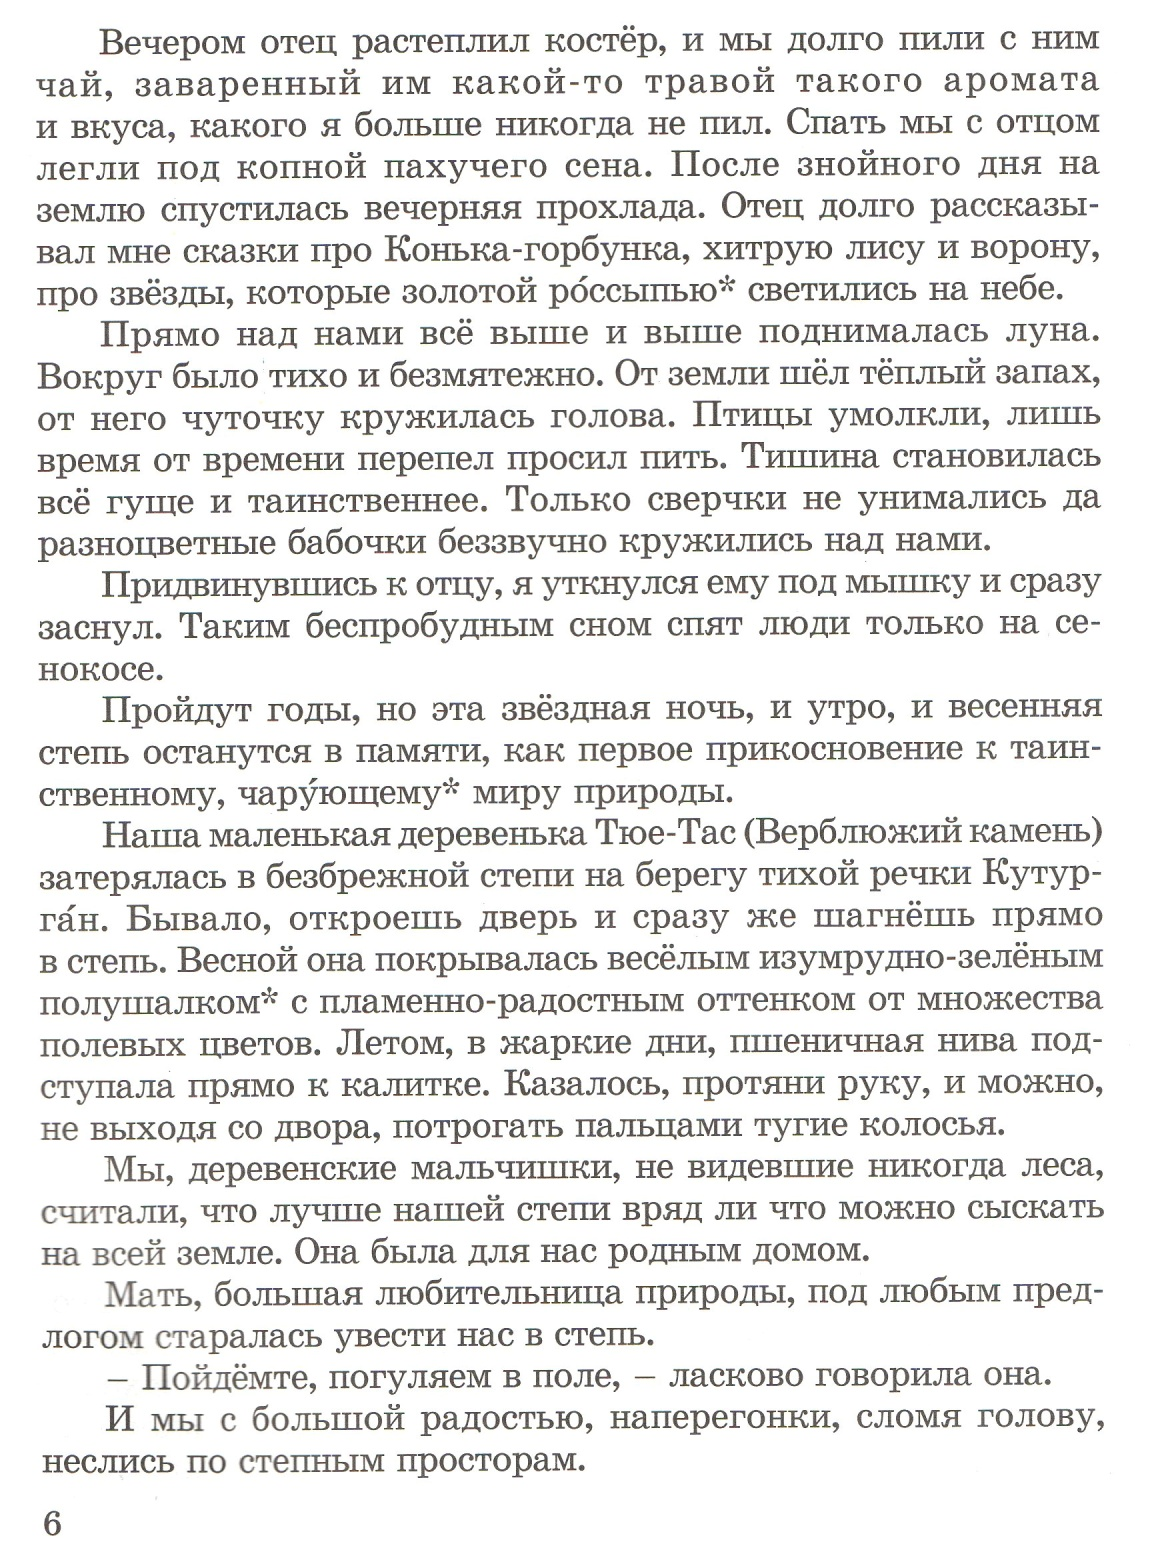 Вечером отец растеплил костёр, и мы долго пили с ним
чай, заваренный им какой-то травой такого аромата
и вкуса, какого я больше никогда не пил. Спать мы с отцом
легли под копной пахучего сена. После знойного дня на
землю спустилась вечерняя прохлада. Отец долго рассказы-
вал мне сказки про Конька-горбунка, хитрую лису и ворону,
про звёзды, которые золотой ро́ссыпью* светились на небе.
Прямо над нами всё выше и выше поднималась луна.
Вокруг было тихо и безмятежно. От земли шёл тёплый запах,
от него чуточку кружилась голова. Птицы умолкли, лишь
время от времени перепел просил пить. Тишина становилась
всё гуще и таинственнее. Только сверчки не унимались да
разноцветные бабочки беззвучно кружились над нами.
Придвинувшись к отцу, я уткнулся ему под мышку и сразу
заснул. Таким беспробудным сном спят люди только на се-
нокосе.
Пройдут годы, но эта звёздная ночь, и утро, и весенняя
степь останутся в памяти, как первое прикосновение к таин-
ственному, чару́ющему* миру природы.
Наша маленькая деревенька Тюе-Тас (Верблюжий камень)
затерялась в безбрежной степи на берегу тихой речки Кутур-
га́н. Бывало, откроешь дверь и сразу же шагнёшь прямо
в степь. Весной она покрывалась весёлым изумрудно-зелёным
полушалком* с пламенно-радостным оттенком от множества
полевых цветов. Летом, в жаркие дни, пшеничная нива под-
ступала прямо к калитке. Казалось, протяни руку, и можно,
не выходя со двора, потрогать пальцами тугие колосья.
Мы, деревенские мальчишки, не видевшие никогда леса,
считали, что лучше нашей степи вряд ли что можно сыскать
на всей земле. Она была для нас родным домом.
Мать, большая любительница природы, под любым пред-
логом старалась увести нас в степь.
– Пойдёмте, погуляем в поле, – ласково говорила она.
И мы с большой радостью, наперегонки, сломя голову,
неслись по степным просторам.
6